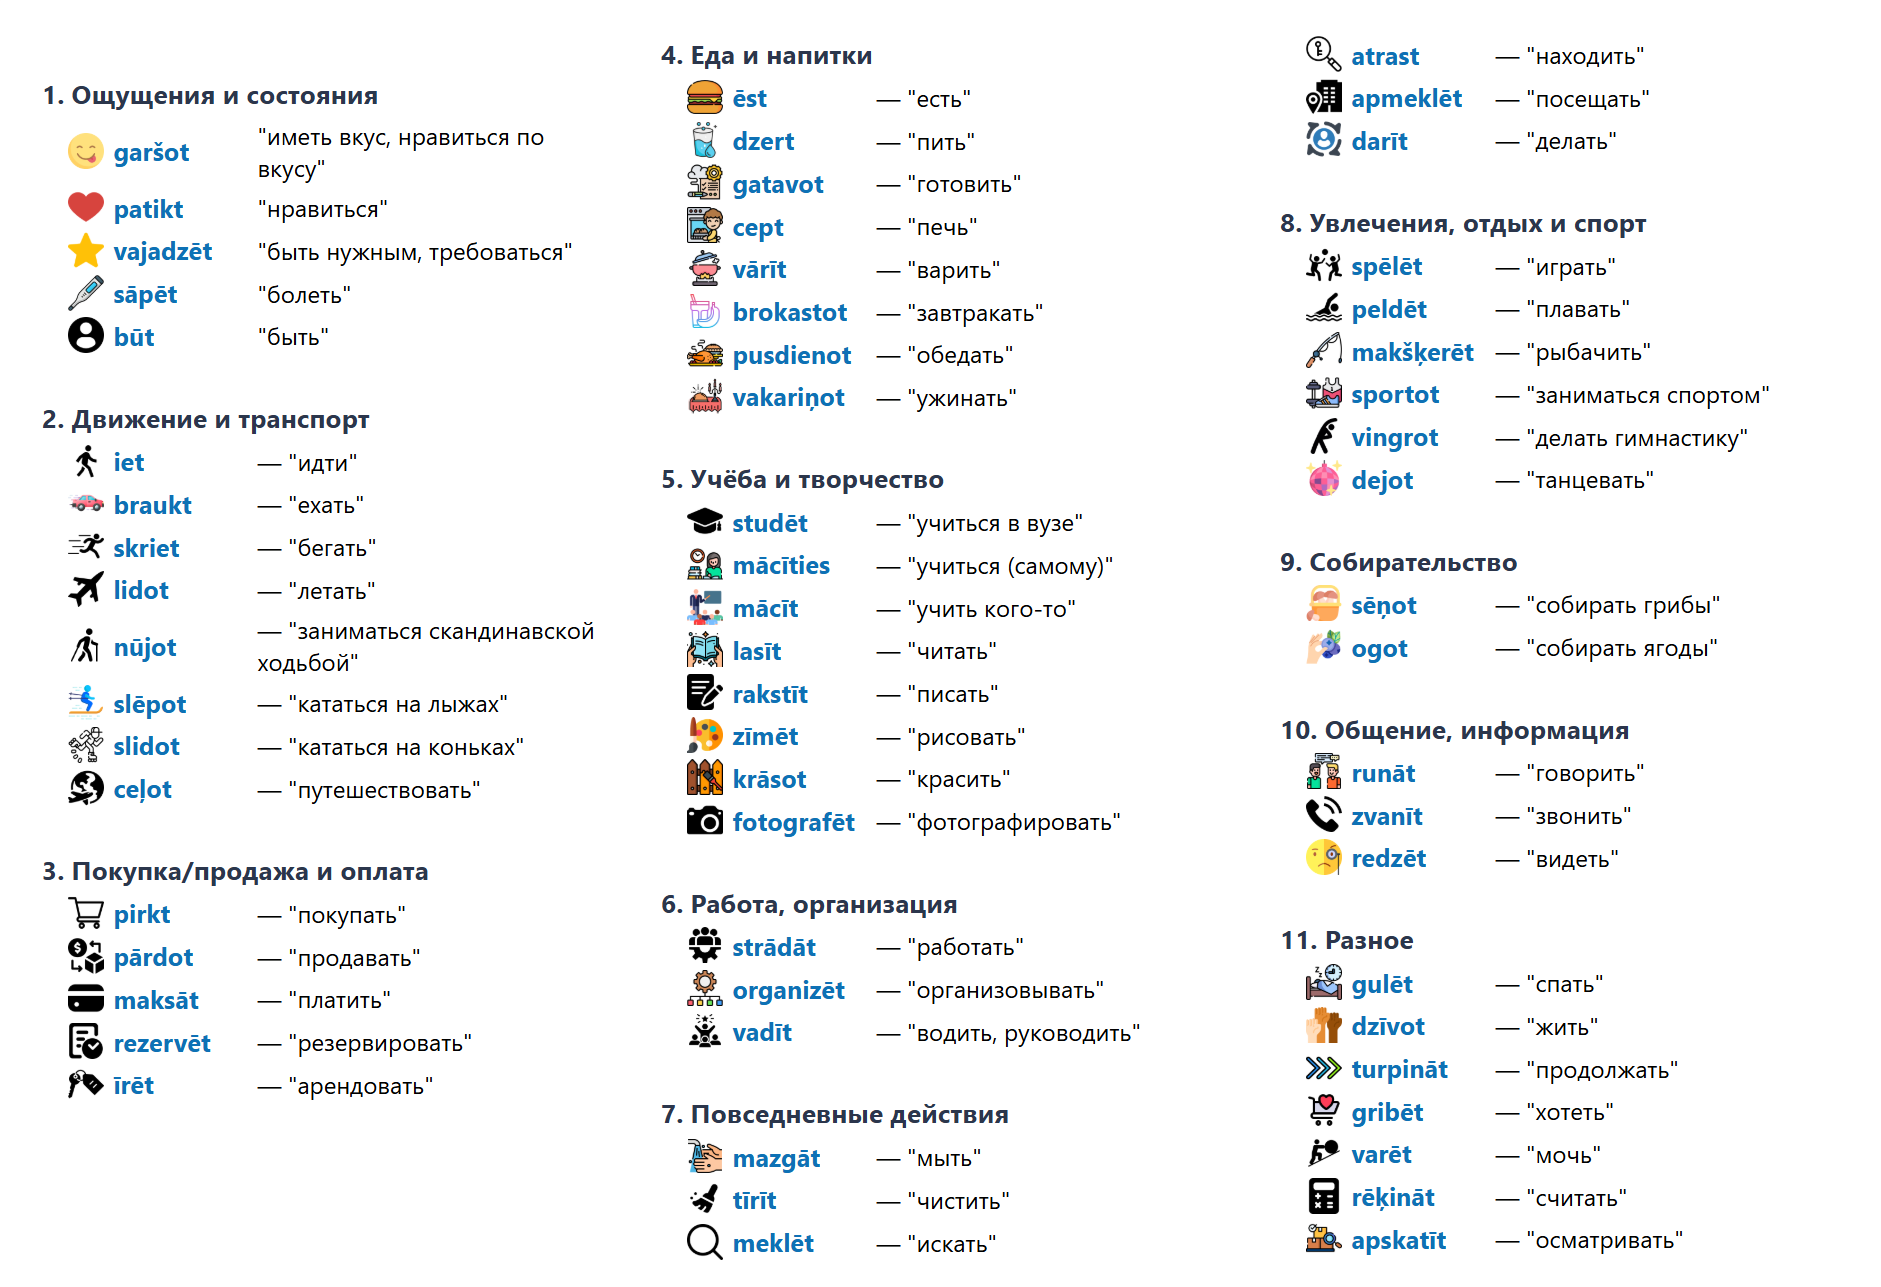 1. Ощущения и состояния
garšot "иметь вкус, нравиться по
вкусу"
patikt "нравиться"
vajadzēt "быть нужным, требоваться"
sāpēt "болеть"
būt "быть"
2. Движение и транспорт
iet — "идти"
braukt — "ехать"
skriet — "бегать"
lidot — "летать"
nūjot — "заниматься скандинавской
ходьбой"
slēpot — "кататься на лыжах"
slidot — "кататься на коньках"
ceļot — "путешествовать"
3. Покупка/продажа и оплата
pirkt — "покупать"
pārdot — "продавать"
maksāt — "платить"
rezervēt — "резервировать"
īrēt — "арендовать"
4. Еда и напитки
ēst — "есть"
dzert — "пить"
gatavot — "готовить"
cept — "печь"
vārīt — "варить"
brokastot — "завтракать"
pusdienot — "обедать"
vakariņot — "ужинать"
5. Учёба и творчество
studēt — "учиться в вузе"
mācīties — "учиться (самому)"
mācīt — "учить кого-то"
lasīt — "читать"
rakstīt — "писать"
zīmēt — "рисовать"
krāsot — "красить"
fotografēt — "фотографировать"
6. Работа, организация
strādāt — "работать"
organizēt — "организовывать"
vadīt — "водить, руководить"
7. Повседневные действия
mazgāt — "мыть"
tīrīt — "чистить"
meklēt — "искать"
atrast — "находить"
apmeklēt — "посещать"
darīt — "делать"
8. Увлечения, отдых и спорт
spēlēt — "играть"
peldēt — "плавать"
makšķerēt — "рыбачить"
sportot — "заниматься спортом"
vingrot — "делать гимнастику"
dejot — "танцевать"
9. Собирательство
sēņot — "собирать грибы"
ogot — "собирать ягоды"
10. Общение, информация
runāt — "говорить"
zvanīt — "звонить"
redzēt — "видеть"
11. Разное
gulēt — "спать"
dzīvot — "жить"
turpināt — "продолжать"
gribēt — "хотеть"
varēt — "мочь"
rēķināt — "считать"
apskatīt — "осматривать"